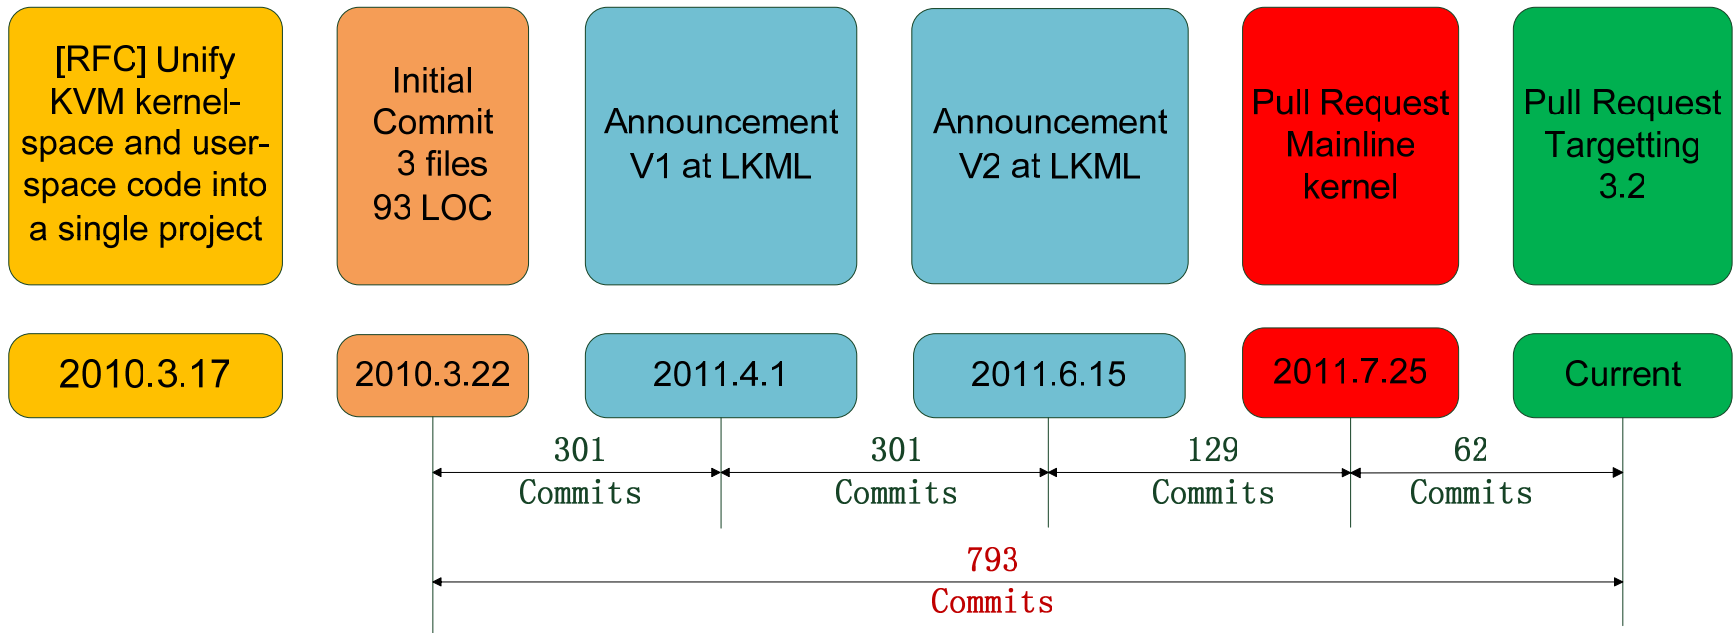 [RFC] Unify
KVM kernel-
space and user-
space code into
a single project
Initial
Commit
3 files
93 LOC
Announcement
V1 at LKML
Announcement
V2 at LKML
Pull Request
Mainline
kernel
Pull Request
Targetting
3.2
2010.3.17
2010.3.22
2011.4.1
2011.6.15
2011.7.25
Current
301
Commits
301
Commits
129
Commits
62
Commits
793
Commits